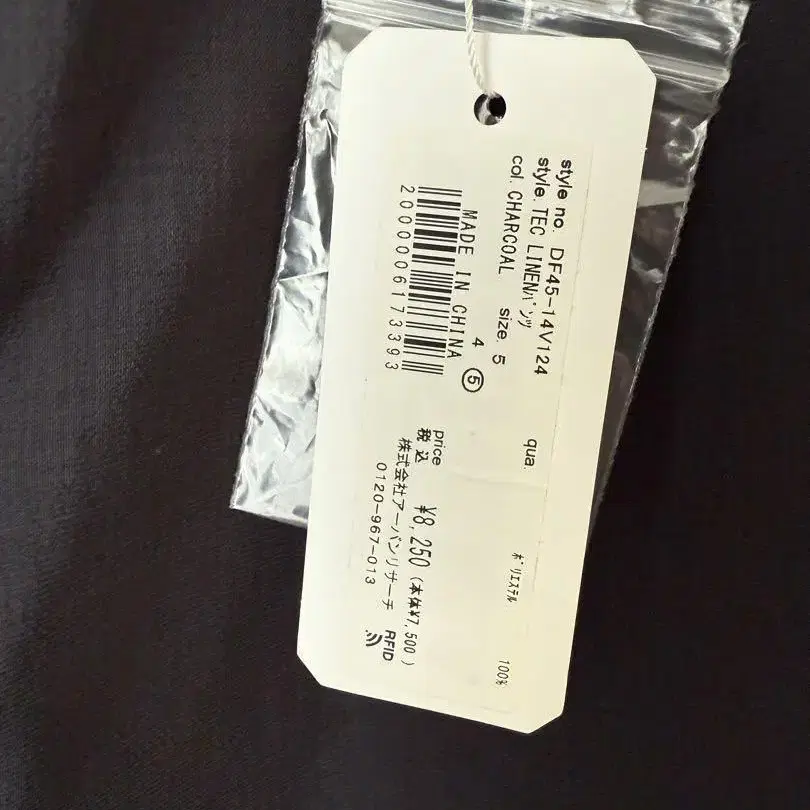 style no. DF45-14V124
style. TEC LINENﾊﾟﾝﾂ
col. CHARCOAL size. 5
qua.
ﾎﾟﾘｴｽﾃﾙ 100%
4 ⑤
MADE IN CHINA
2000006173393
price
税込 ¥8,250 (本体¥7,500)
株式会社アーバンリサーチ
0120-967-013
RFID